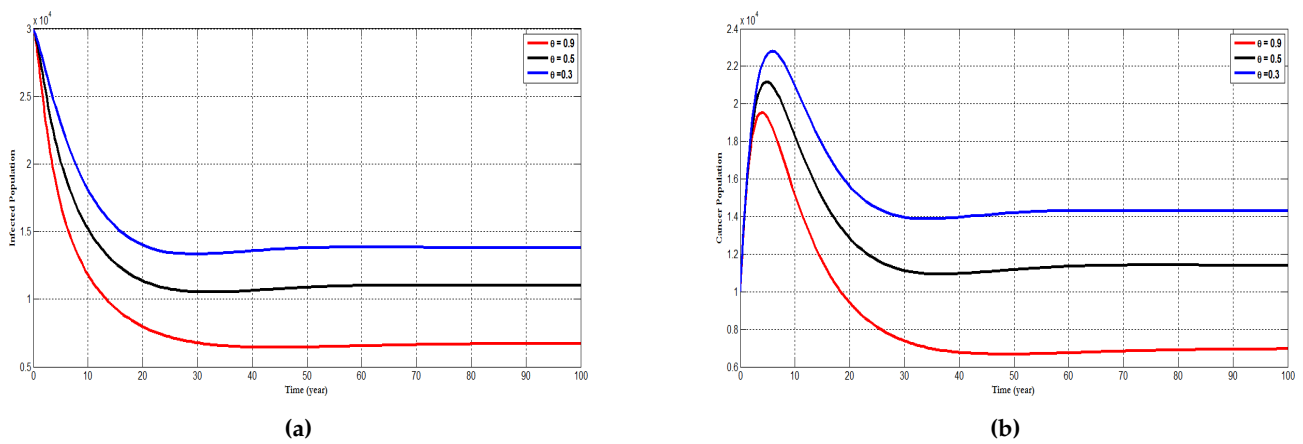 x 10^4
3
2.5
2
1.5
1
0.5
Infected Population
0 10 20 30 40 50 60 70 80 90 100
Time (year)
θ = 0.9
θ = 0.5
θ =0.3
(a)
x 10^4
2.4
2.2
2
1.8
1.6
1.4
1.2
1
0.8
0.6
Cancer Population
0 10 20 30 40 50 60 70 80 90 100
Time (year)
θ = 0.9
θ = 0.5
θ =0.3
(b)